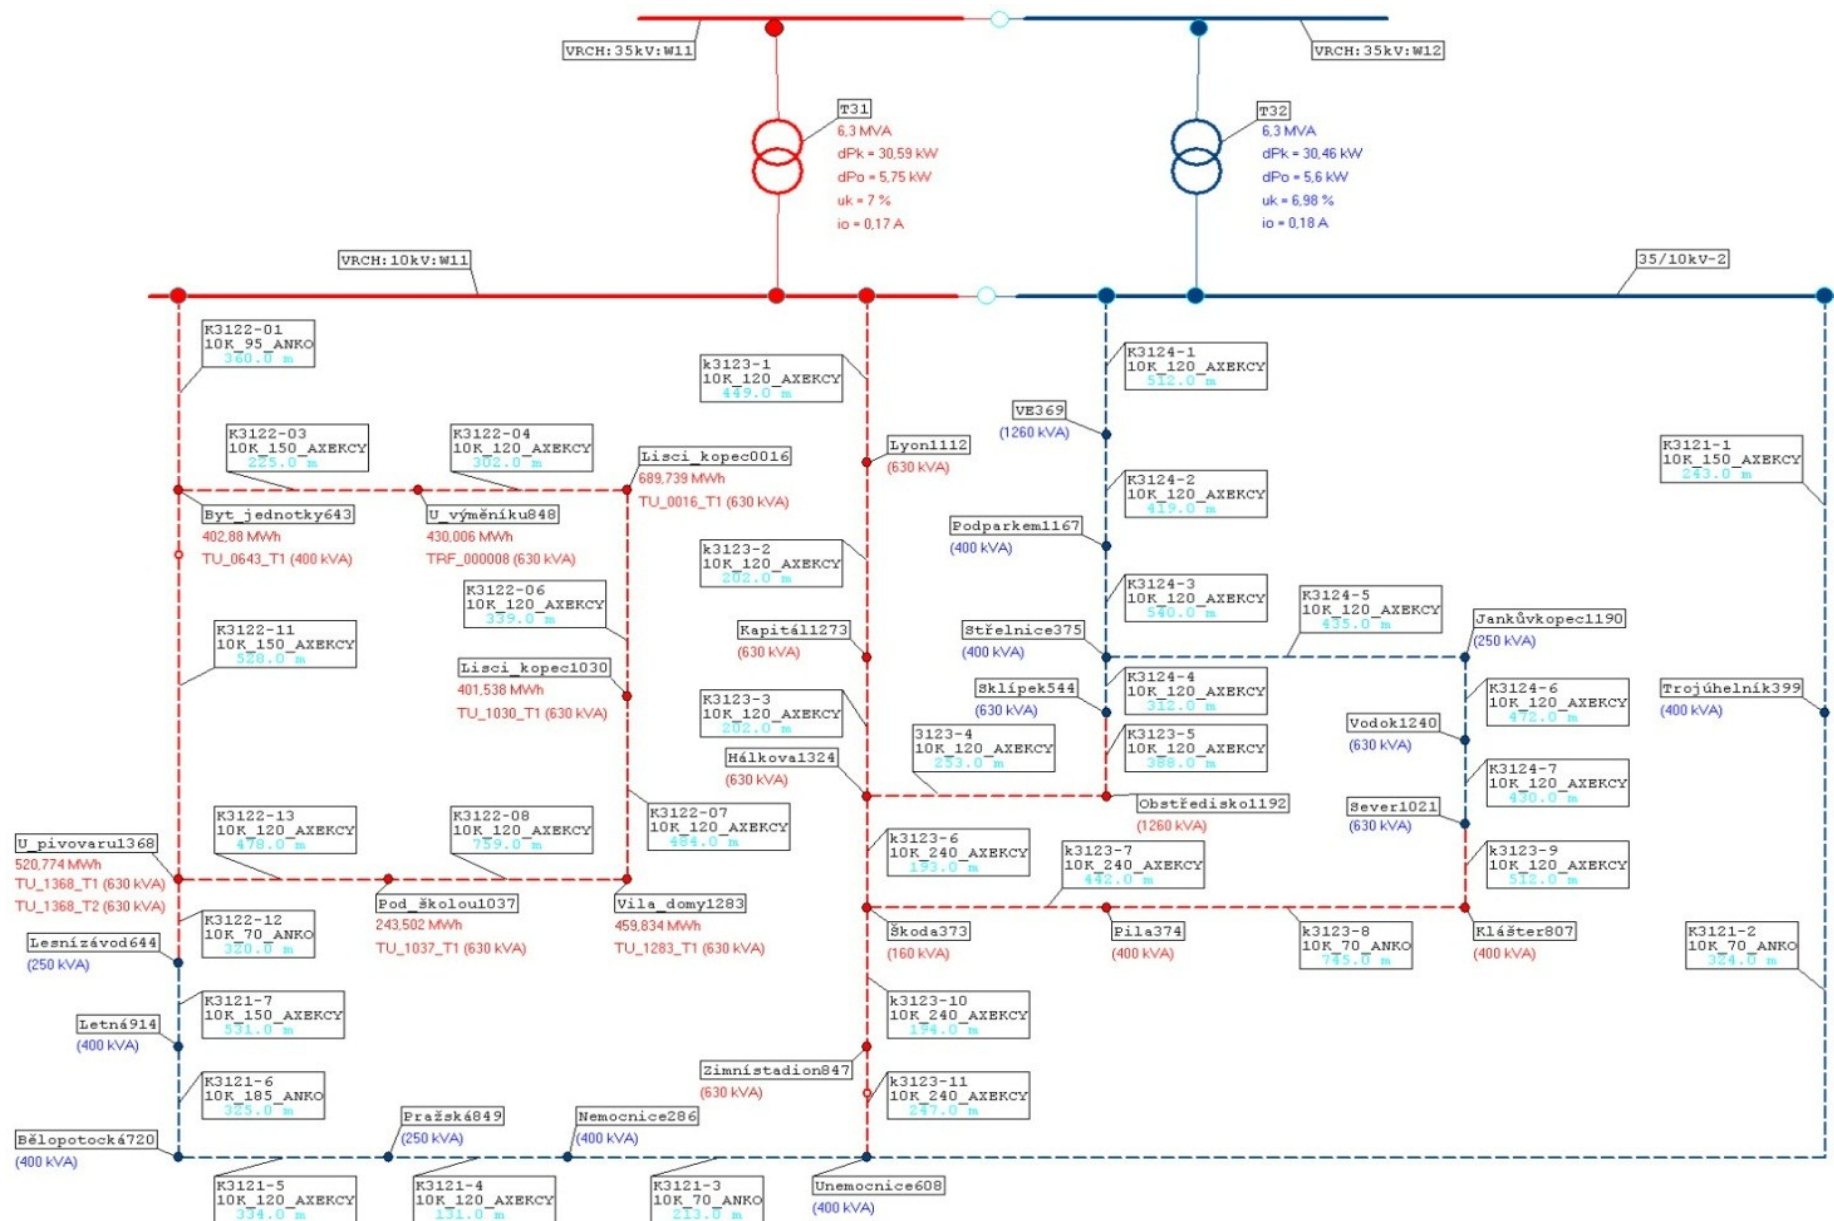 VRCH:35kV:W11
VRCH:35kV:W12
T31
6,3 MVA
dPk = 30,59 kW
dPo = 5,75 kW
uk = 7 %
io = 0,17 A
T32
6,3 MVA
dPk = 30,46 kW
dPo = 5,6 kW
uk = 6,98 %
io = 0,18 A
VRCH:10kV:W11
35/10kV-2
K3122-01
10K_95_ANKO
360.0 m
k3123-1
10K_120_AXEKCY
449.0 m
K3124-1
10K_120_AXEKCY
512.0 m
VE369
(1260 kVA)
K3122-03
10K_150_AXEKCY
225.0 m
K3122-04
10K_120_AXEKCY
302.0 m
Lisci_kopec0016
689,739 MWh
TU_0016_T1 (630 kVA)
Lyon1112
(630 kVA)
K3121-1
10K_150_AXEKCY
243.0 m
K3124-2
10K_120_AXEKCY
419.0 m
Byt_jednotky643
402,88 MWh
TU_0643_T1 (400 kVA)
U_výměníku848
430,006 MWh
TRF_000008 (630 kVA)
Podparkem1167
(400 kVA)
k3123-2
10K_120_AXEKCY
202.0 m
K3124-3
10K_120_AXEKCY
540.0 m
K3122-06
10K_120_AXEKCY
339.0 m
K3124-5
10K_120_AXEKCY
435.0 m
Jankůvkopec1190
(250 kVA)
K3122-11
10K_150_AXEKCY
528.0 m
Kapitál1273
(630 kVA)
Střelnice375
(400 kVA)
Lisci_kopec1030
401,538 MWh
TU_1030_T1 (630 kVA)
K3124-4
10K_120_AXEKCY
312.0 m
Sklípek544
(630 kVA)
K3124-6
10K_120_AXEKCY
472.0 m
Trojúhelník399
(400 kVA)
K3123-3
10K_120_AXEKCY
202.0 m
Vodok1240
(630 kVA)
3123-4
10K_120_AXEKCY
253.0 m
K3123-5
10K_120_AXEKCY
388.0 m
Hálkova1324
(630 kVA)
K3124-7
10K_120_AXEKCY
430.0 m
Obstředisko1192
(1260 kVA)
Sever1021
(630 kVA)
K3122-13
10K_120_AXEKCY
478.0 m
K3122-08
10K_120_AXEKCY
759.0 m
K3122-07
10K_120_AXEKCY
484.0 m
U_pivovaru1368
520,774 MWh
TU_1368_T1 (630 kVA)
TU_1368_T2 (630 kVA)
k3123-6
10K_240_AXEKCY
193.0 m
k3123-7
10K_240_AXEKCY
442.0 m
k3123-9
10K_120_AXEKCY
512.0 m
Pod_školou1037
243,502 MWh
TU_1037_T1 (630 kVA)
Vila_domy1283
459,834 MWh
TU_1283_T1 (630 kVA)
K3122-12
10K_70_ANKO
320.0 m
Škoda373
(160 kVA)
Pila374
(400 kVA)
k3123-8
10K_70_ANKO
745.0 m
Klášter807
(400 kVA)
K3121-2
10K_70_ANKO
324.0 m
Lesnízávod644
(250 kVA)
K3121-7
10K_150_AXEKCY
531.0 m
k3123-10
10K_240_AXEKCY
194.0 m
Letná914
(400 kVA)
Zimnístadion847
(630 kVA)
K3121-6
10K_185_ANKO
325.0 m
k3123-11
10K_240_AXEKCY
247.0 m
Pražská849
(250 kVA)
Nemocnice286
(400 kVA)
Bělopotocká720
(400 kVA)
K3121-5
10K_120_AXEKCY
334.0 m
K3121-4
10K_120_AXEKCY
131.0 m
K3121-3
10K_70_ANKO
213.0 m
Unemocnice608
(400 kVA)